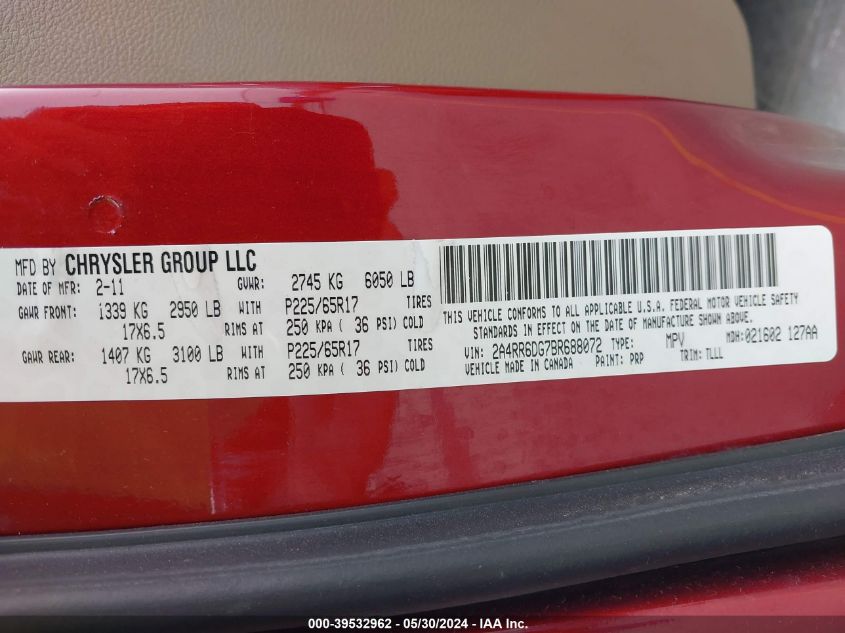 MFD BY CHRYSLER GROUP LLC
DATE OF MFR: 2-11 GVWR: 2745 KG 6050 LB
GAWR FRONT: 1339 KG 2950 LB WITH P225/65R17 TIRES
17X6.5 RIMS AT 250 KPA ( 36 PSI) COLD
GAWR REAR: 1407 KG 3100 LB WITH P225/65R17 TIRES
17X6.5 RIMS AT 250 KPA ( 36 PSI) COLD
THIS VEHICLE CONFORMS TO ALL APPLICABLE U.S.A. FEDERAL MOTOR VEHICLE SAFETY
STANDARDS IN EFFECT ON THE DATE OF MANUFACTURE SHOWN ABOVE.
VIN: 2A4RR6DG7BR688072 TYPE: MPV MDH:021602 127AA
VEHICLE MADE IN CANADA PAINT: PRP TRIM: TLLL
000-39532962 - 05/30/2024 - IAA Inc.